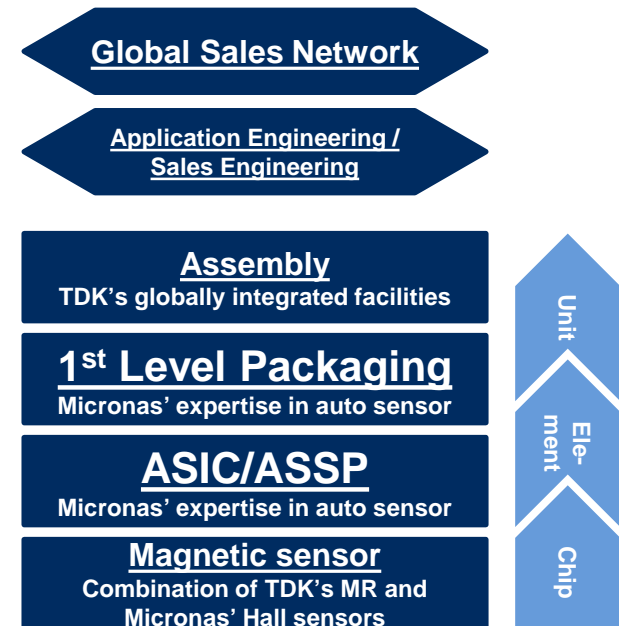 Global Sales Network
Application Engineering /
Sales Engineering
Assembly
TDK’s globally integrated facilities
1st Level Packaging
Micronas’ expertise in auto sensor
ASIC/ASSP
Micronas’ expertise in auto sensor
Magnetic sensor
Combination of TDK’s MR and
Micronas’ Hall sensors
Unit
Ele-
ment
Chip